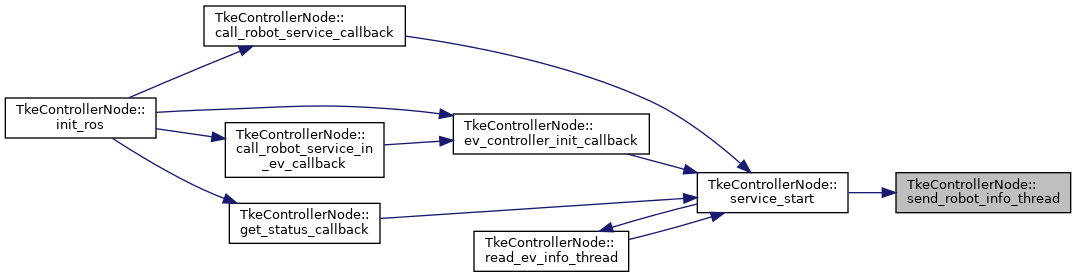 TkeControllerNode::
call_robot_service_callback
TkeControllerNode::
init_ros
TkeControllerNode::
call_robot_service_in
_ev_callback
TkeControllerNode::
get_status_callback
TkeControllerNode::
ev_controller_init_callback
TkeControllerNode::
read_ev_info_thread
TkeControllerNode::
service_start
TkeControllerNode::
send_robot_info_thread